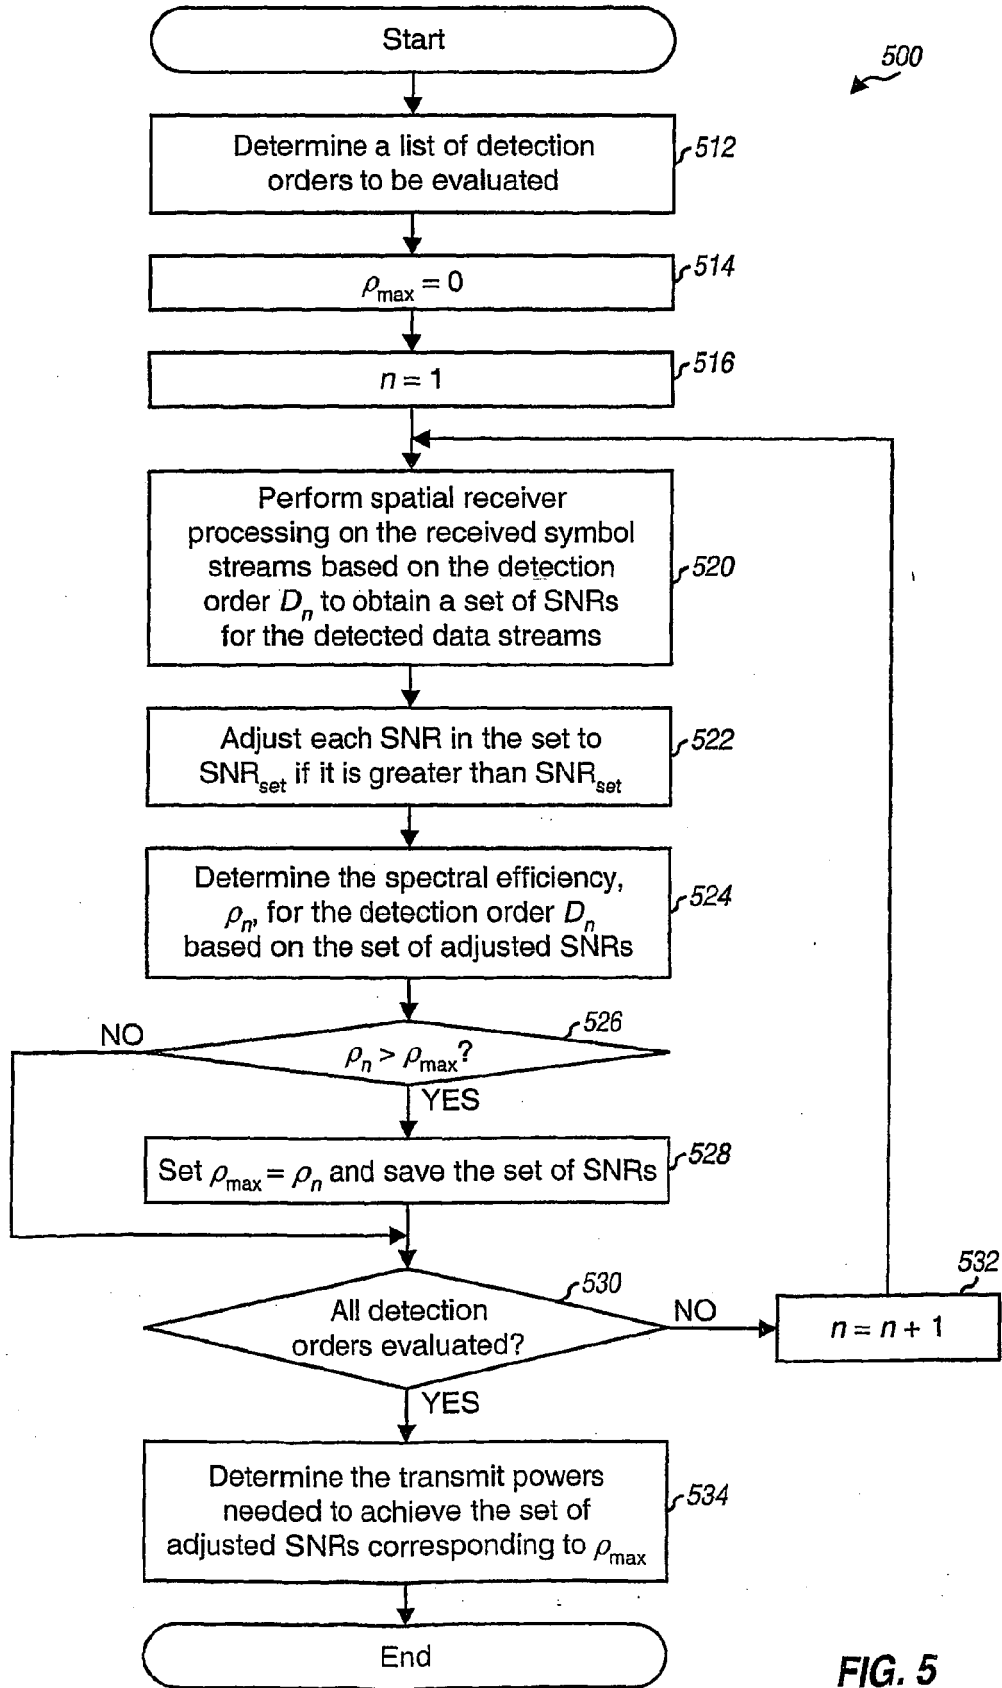 Start
500
Determine a list of detection
orders to be evaluated
512
ρmax = 0
514
n = 1
516
Perform spatial receiver
processing on the received symbol
streams based on the detection
order Dn to obtain a set of SNRs
for the detected data streams
520
Adjust each SNR in the set to
SNRset if it is greater than SNRset
522
Determine the spectral efficiency,
ρn, for the detection order Dn
based on the set of adjusted SNRs
524
NO
526
ρn > ρmax?
YES
Set ρmax = ρn and save the set of SNRs
528
530
All detection
orders evaluated?
NO
532
n = n + 1
YES
Determine the transmit powers
needed to achieve the set of
adjusted SNRs corresponding to ρmax
534
End
FIG. 5